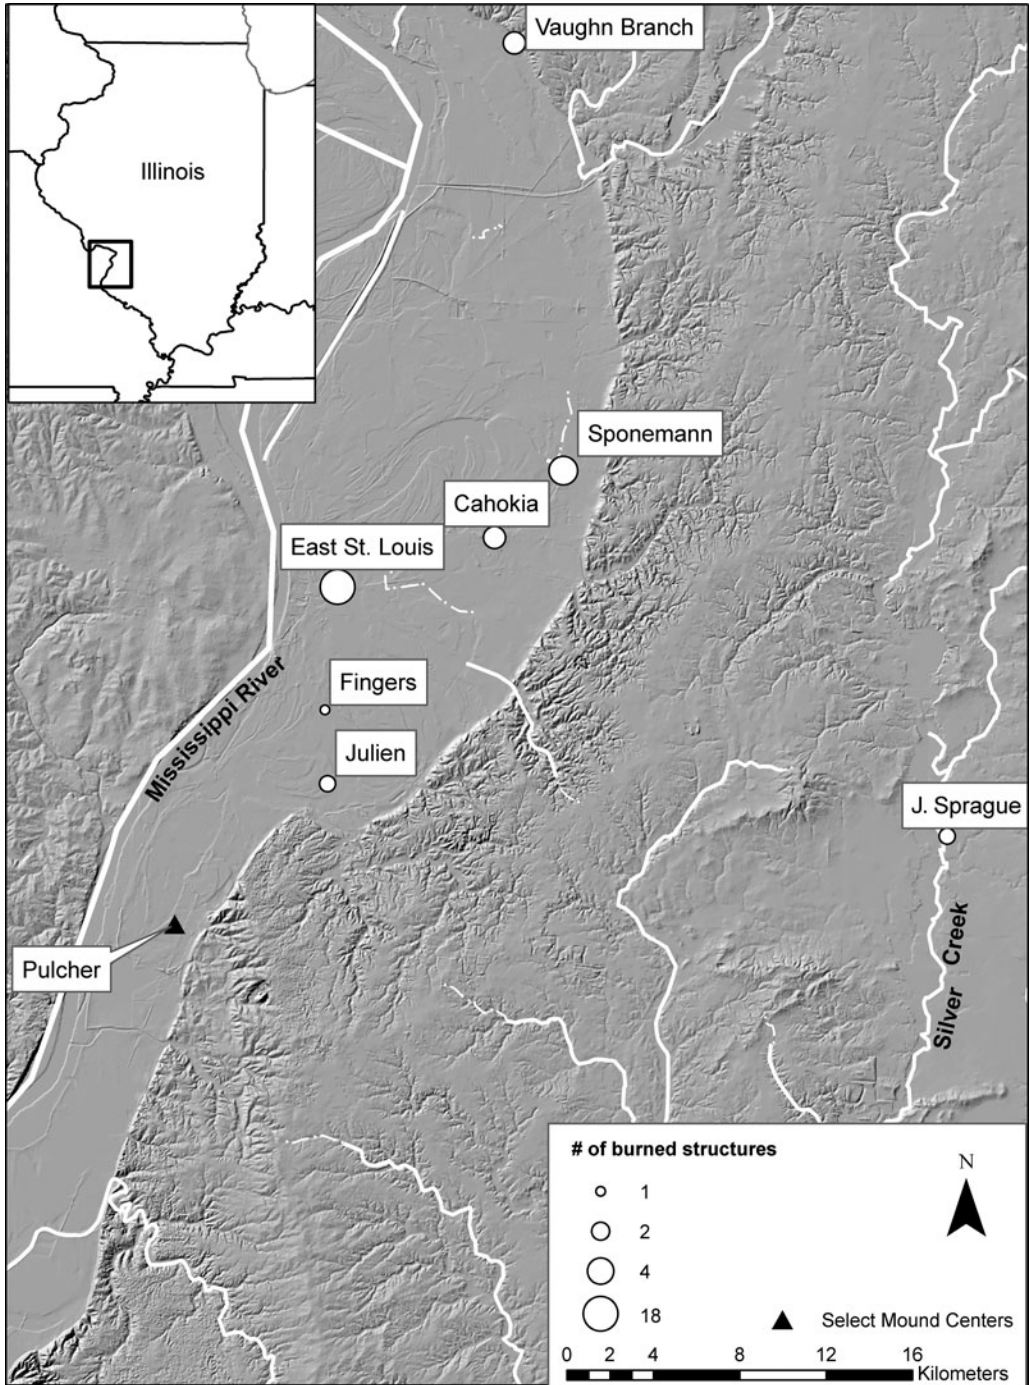 Vaughn Branch
Illinois
Sponemann
Cahokia
East St. Louis
Mississippi River
Fingers
Julien
J. Sprague
Pulcher
Silver Creek
# of burned structures
1
2
4
18
N
Select Mound Centers
0 2 4 8 12 16
Kilometers